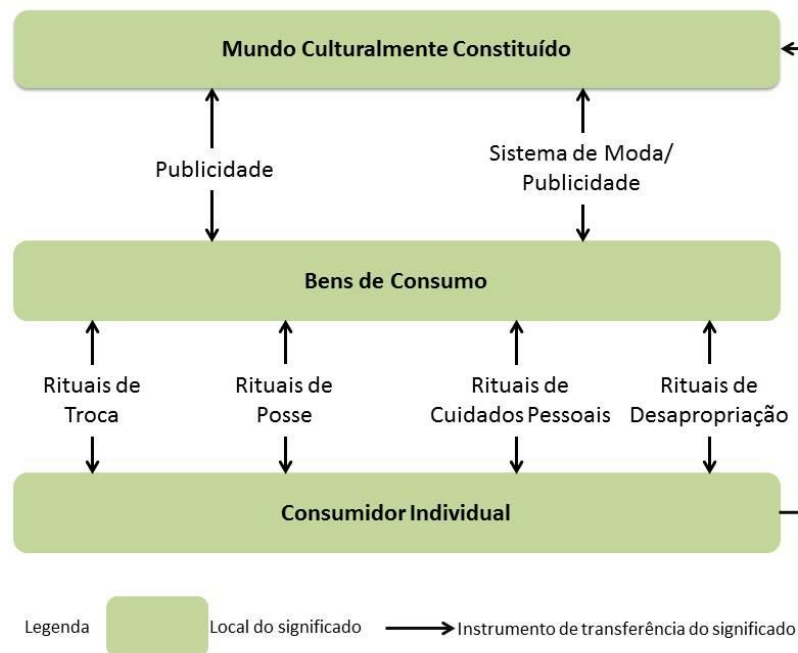 Mundo Culturalmente Constituído
Publicidade
Sistema de Moda/
Publicidade
Bens de Consumo
Rituais de
Troca
Rituais de
Posse
Rituais de
Cuidados Pessoais
Rituais de
Desapropriação
Consumidor Individual
Legenda
Local do significado
Instrumento de transferência do significado